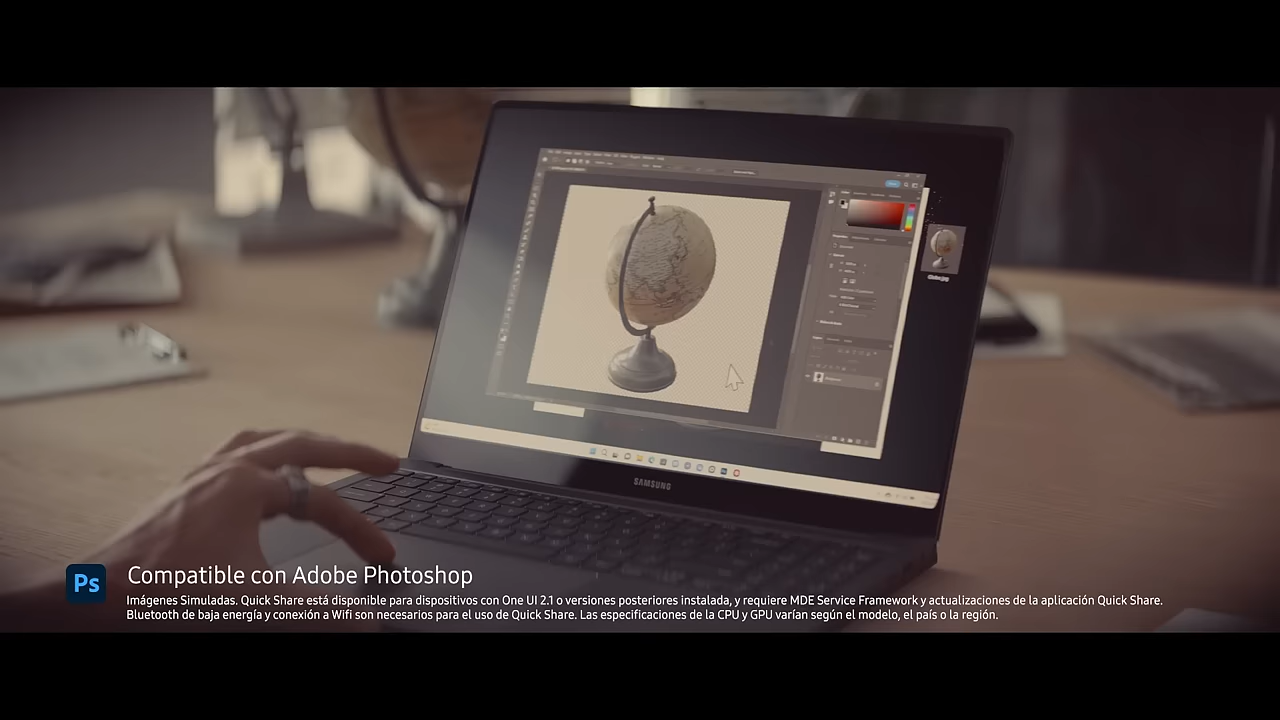 SAMSUNG
Ps
Compatible con Adobe Photoshop
Imágenes Simuladas. Quick Share está disponible para dispositivos con One UI 2.1 o versiones posteriores instalada, y requiere MDE Service Framework y actualizaciones de la aplicación Quick Share.
Bluetooth de baja energía y conexión a Wifi son necesarios para el uso de Quick Share. Las especificaciones de la CPU y GPU varían según el modelo, el país o la región.